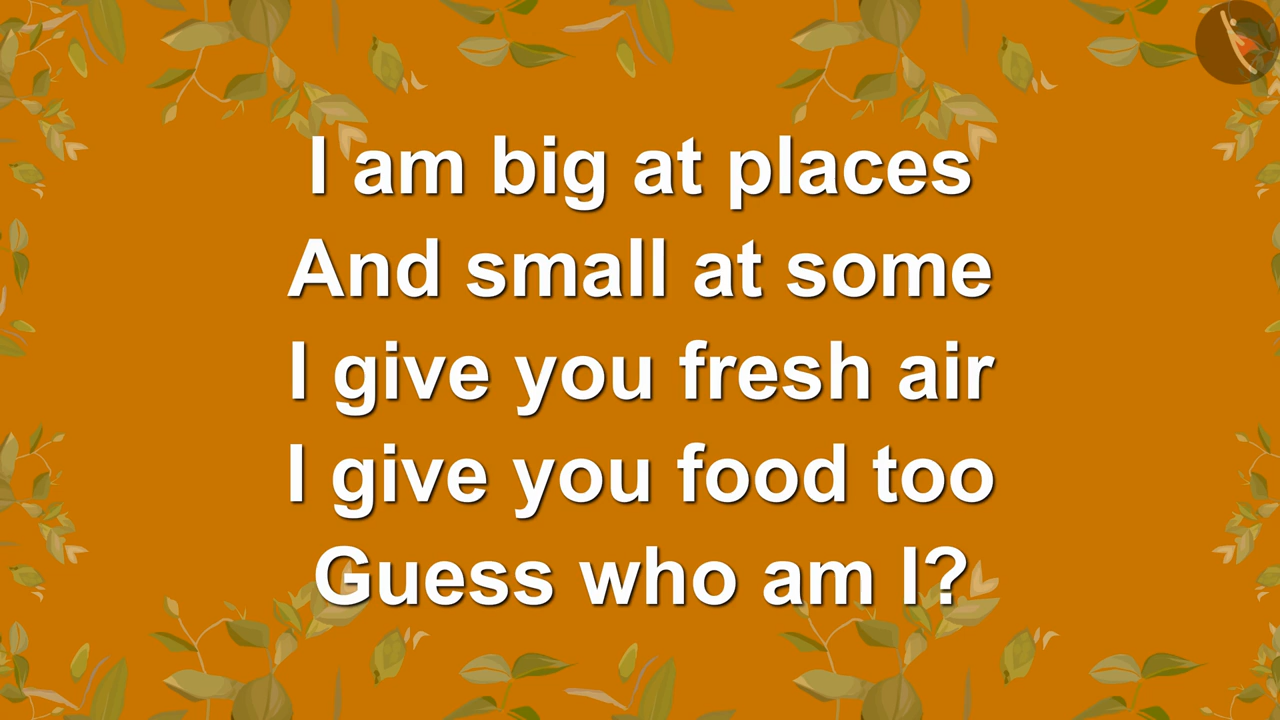 I am big at places
And small at some
I give you fresh air
I give you food too
Guess who am I?